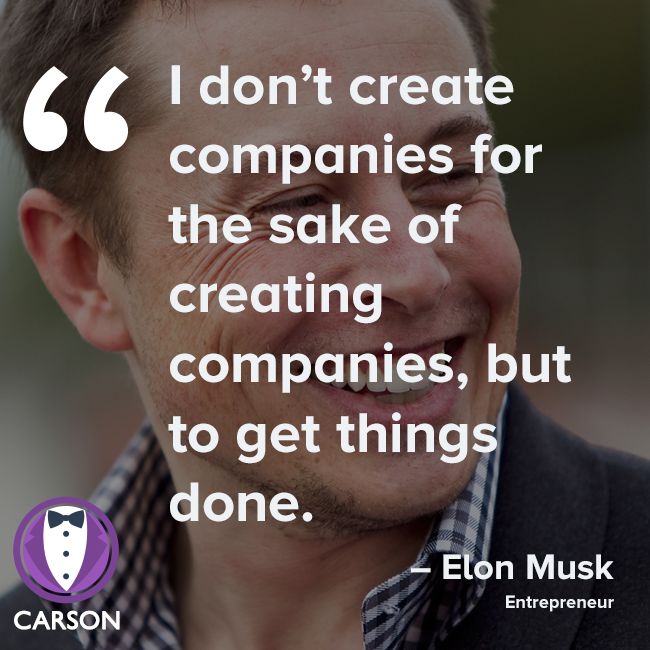 “
I don’t create
companies for
the sake of
creating
companies, but
to get things
done.
– Elon Musk
Entrepreneur
CARSON